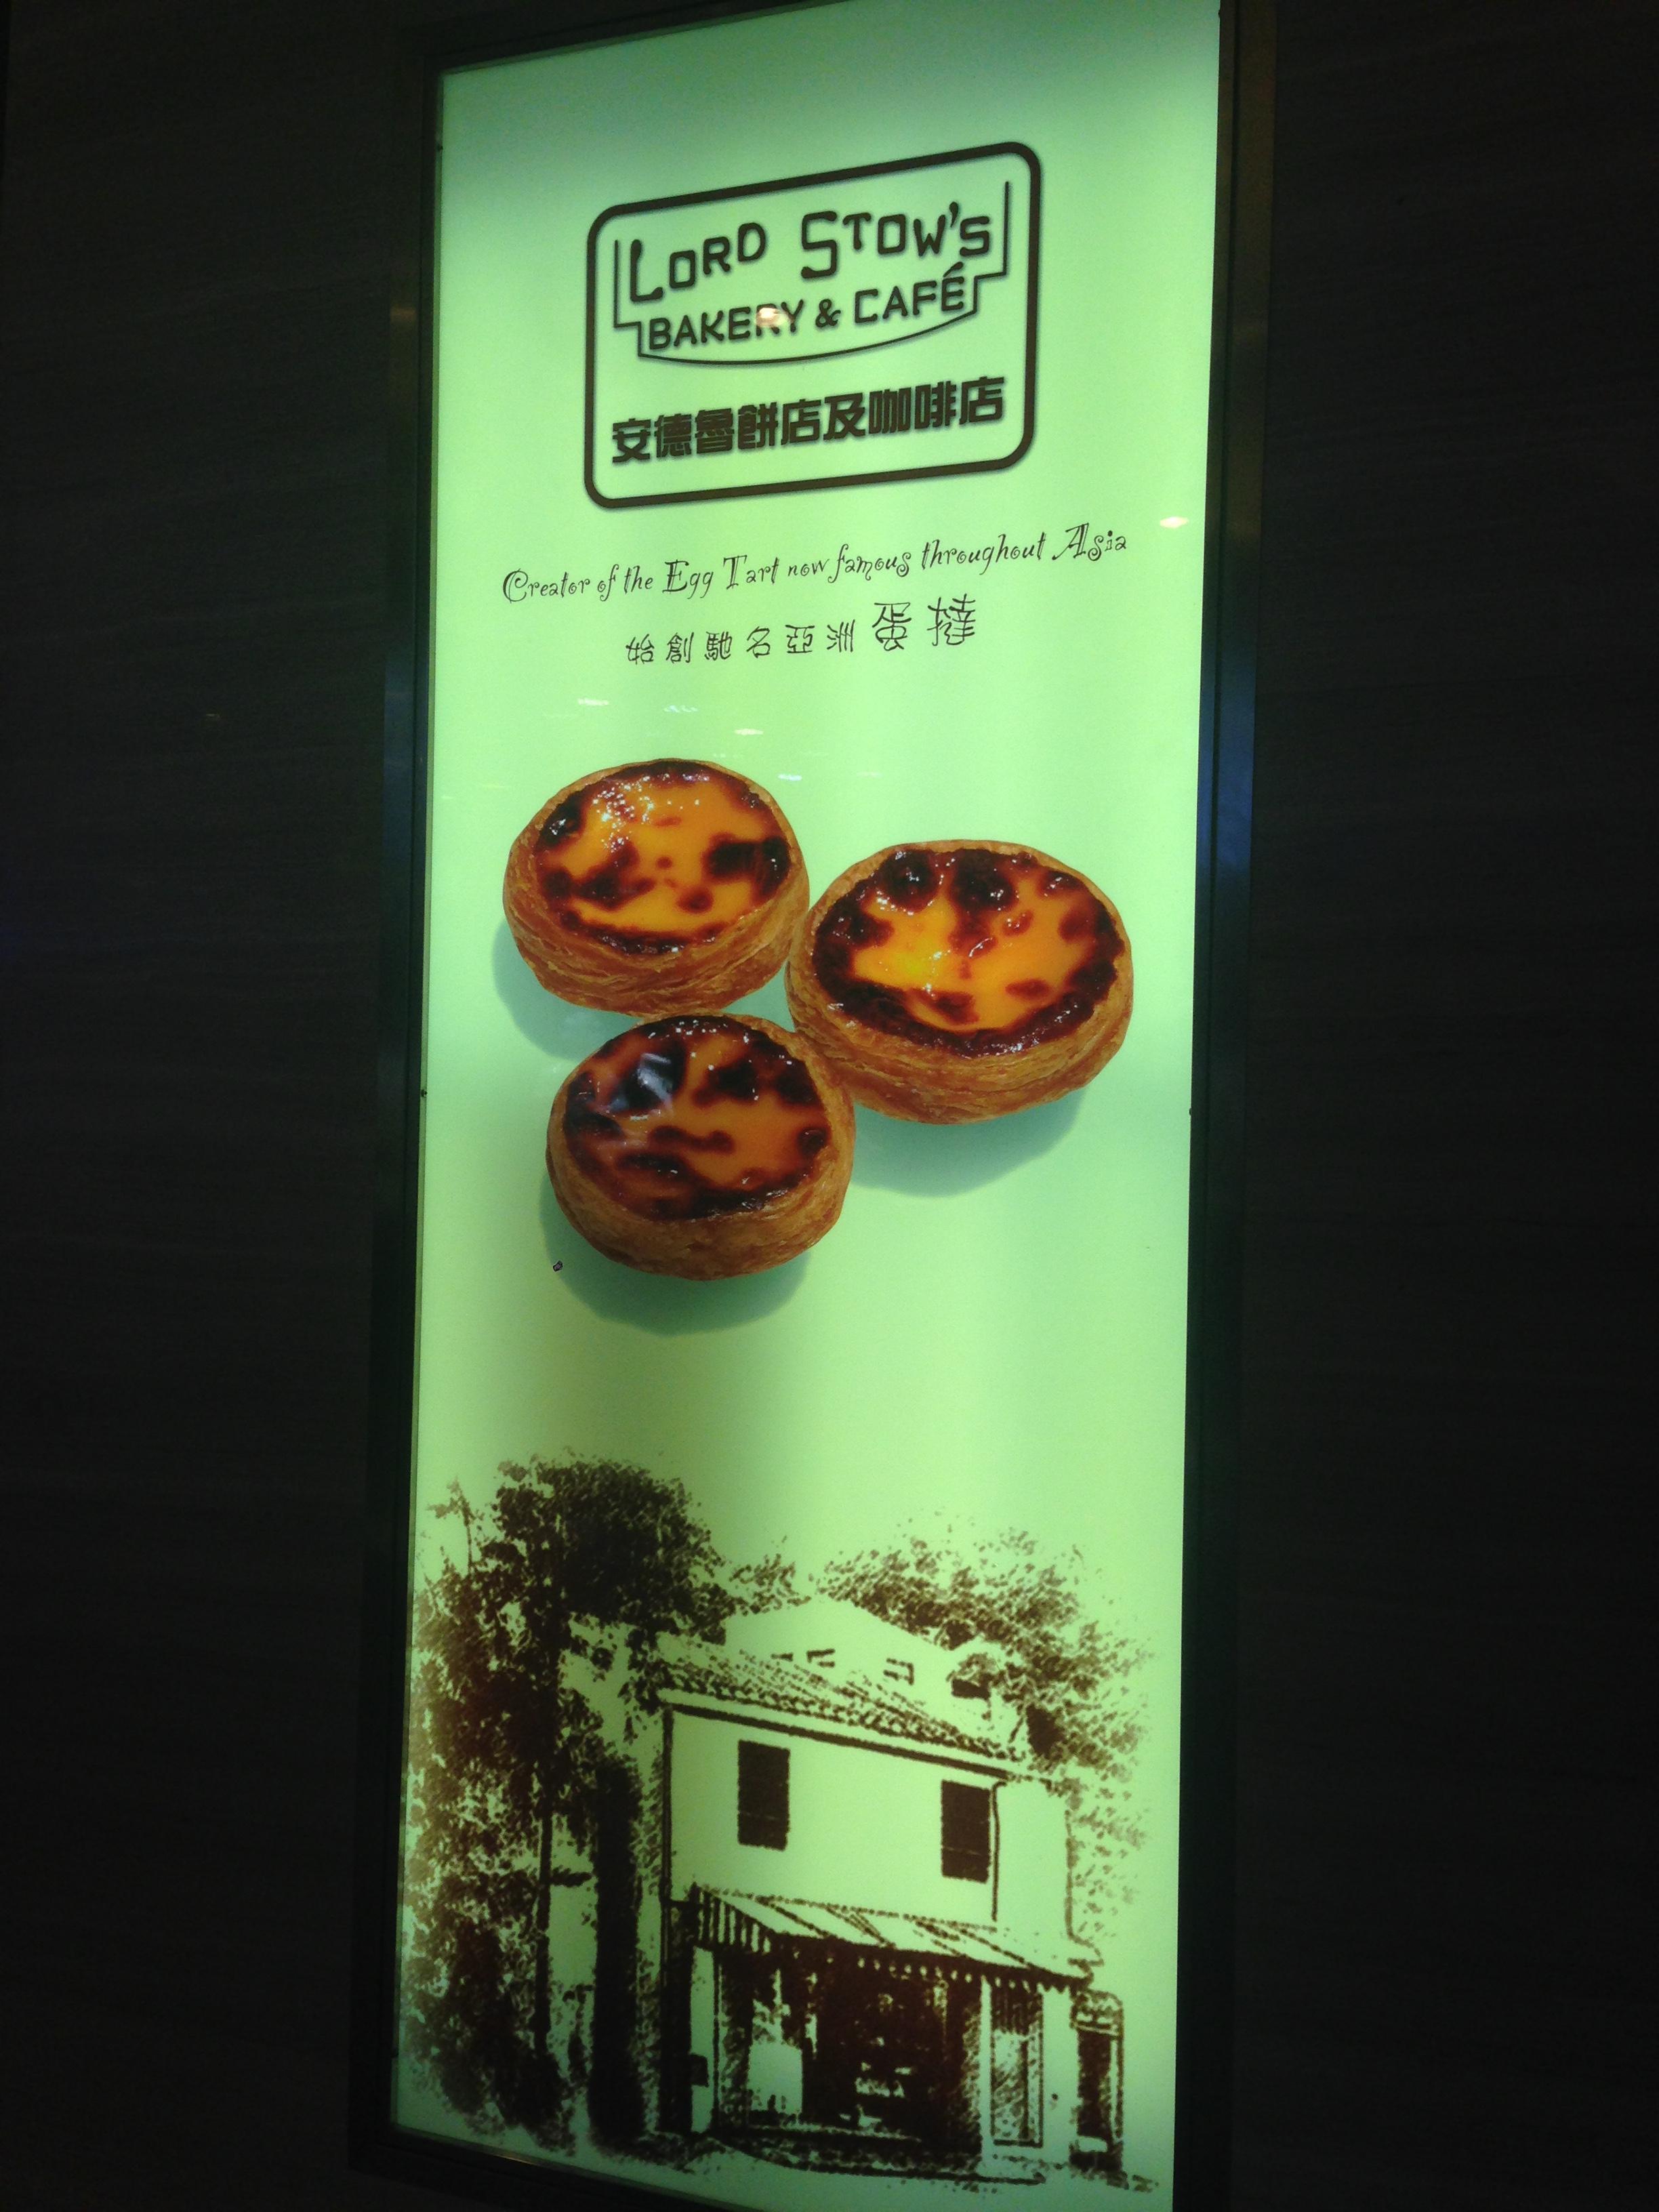 LORD STOW'S
BAKERY & CAFÉ
安德魯餅店及咖啡店
Creator of the Egg Tart now famous throughout Asia
始創馳名亞洲蛋撻